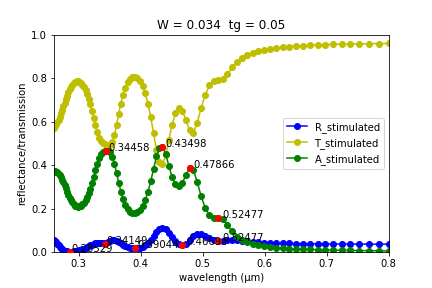 W = 0.034  tg = 0.05
reflectance/transmission
1.0
0.8
0.6
0.4
0.2
0.0
0.34458
0.43498
0.47866
0.52477
0.52477
R_stimulated
T_stimulated
A_stimulated
0.3
0.4
0.5
0.6
0.7
0.8
wavelength (μm)